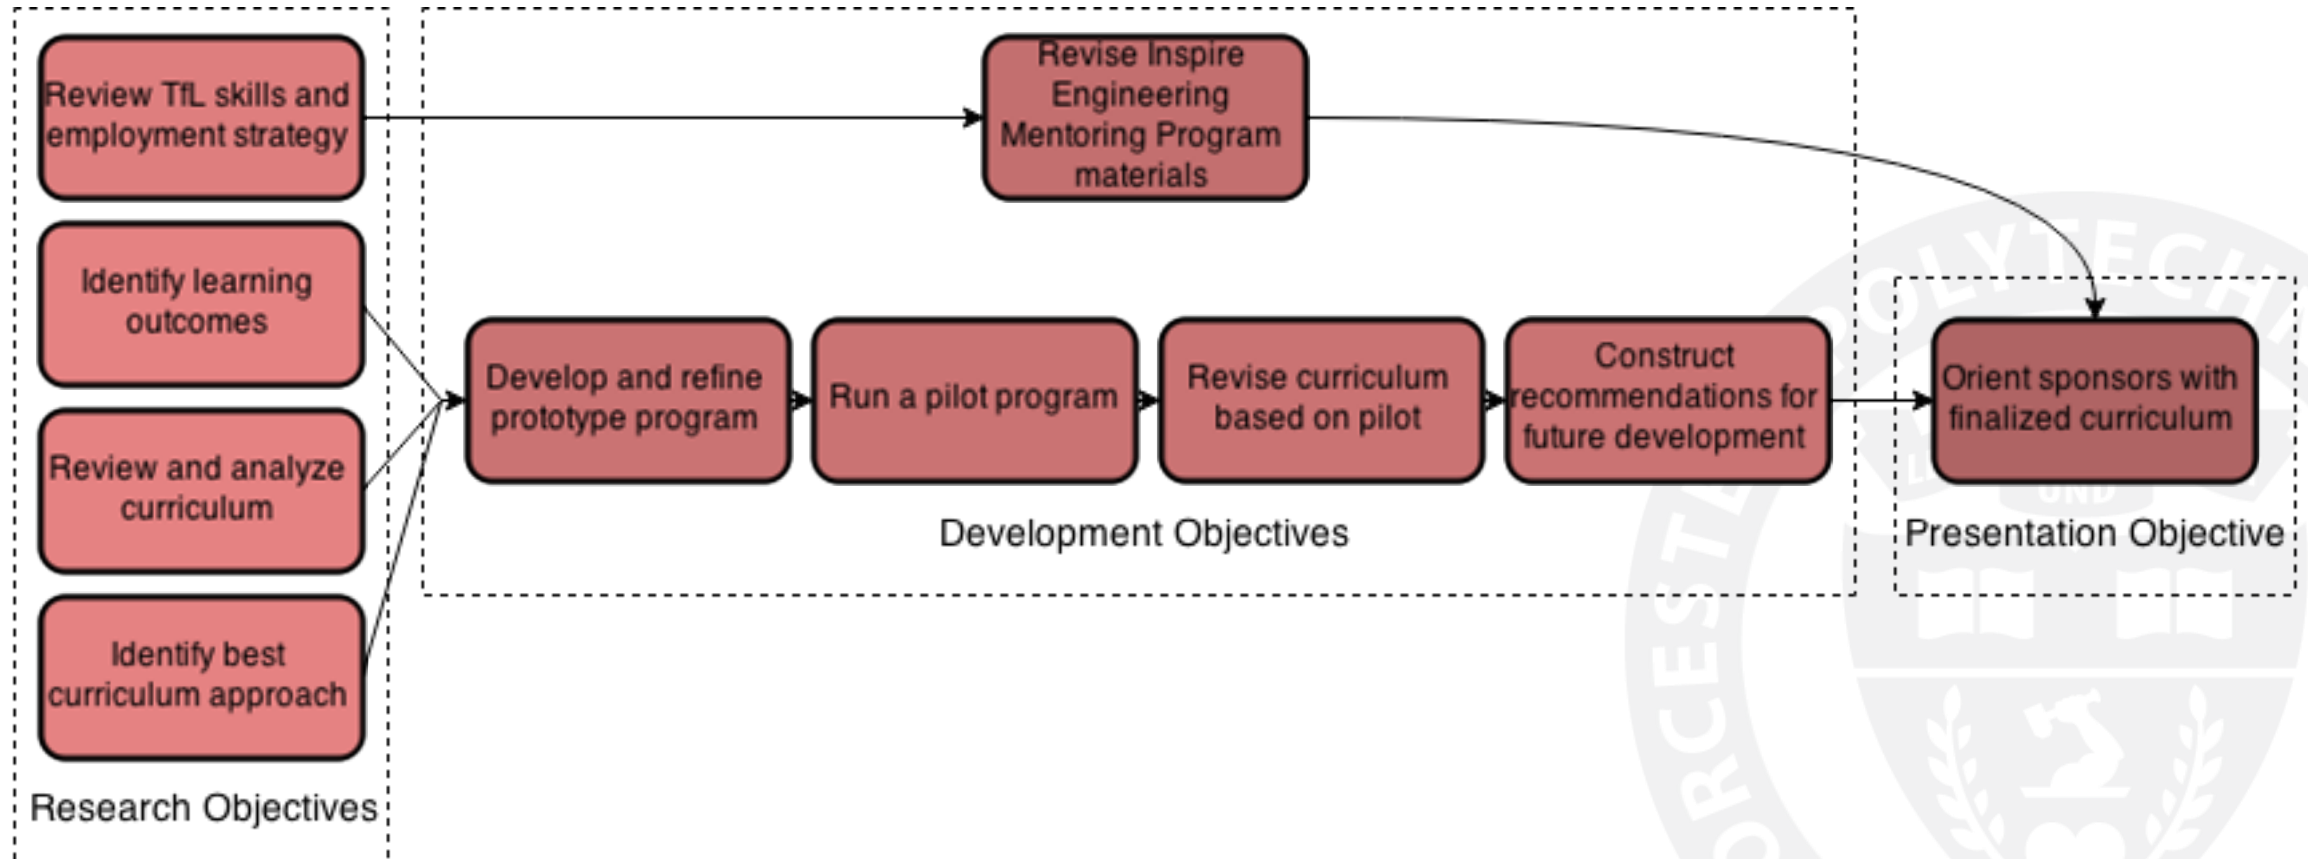 Review TfL skills and
employment strategy
Identify learning
outcomes
Review and analyze
curriculum
Identify best
curriculum approach
Research Objectives
Revise Inspire
Engineering
Mentoring Program
materials
Develop and refine
prototype program
Run a pilot program
Revise curriculum
based on pilot
Construct
recommendations for
future development
Development Objectives
Orient sponsors with
finalized curriculum
Presentation Objective
POLYTECH
UND